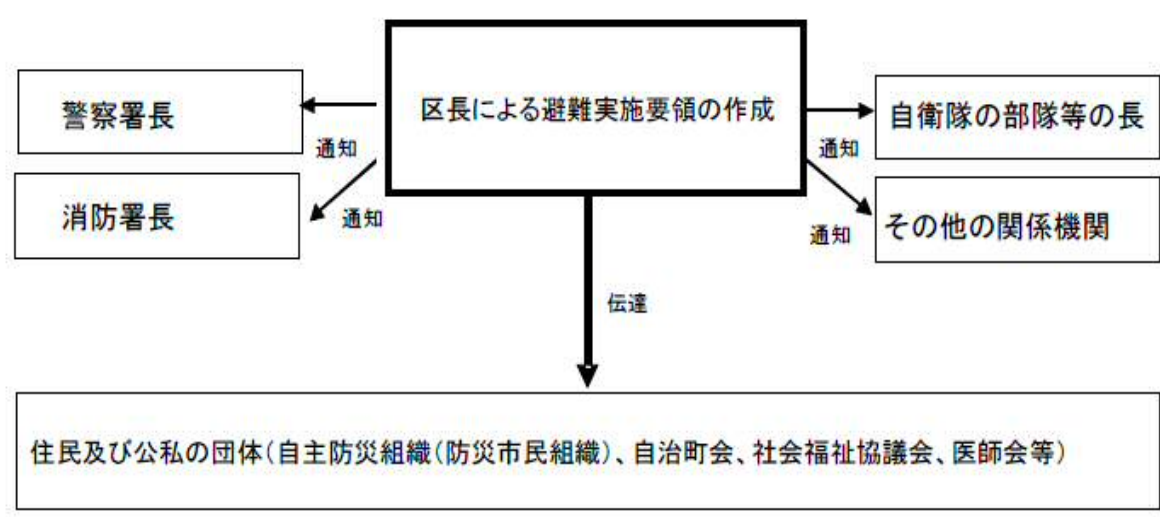 区長による避難実施要領の作成
警察署長
通知
消防署長
通知
自衛隊の部隊等の長
通知
その他の関係機関
通知
伝達
住民及び公私の団体(自主防災組織(防災市民組織)、自治町会、社会福祉協議会、医師会等)